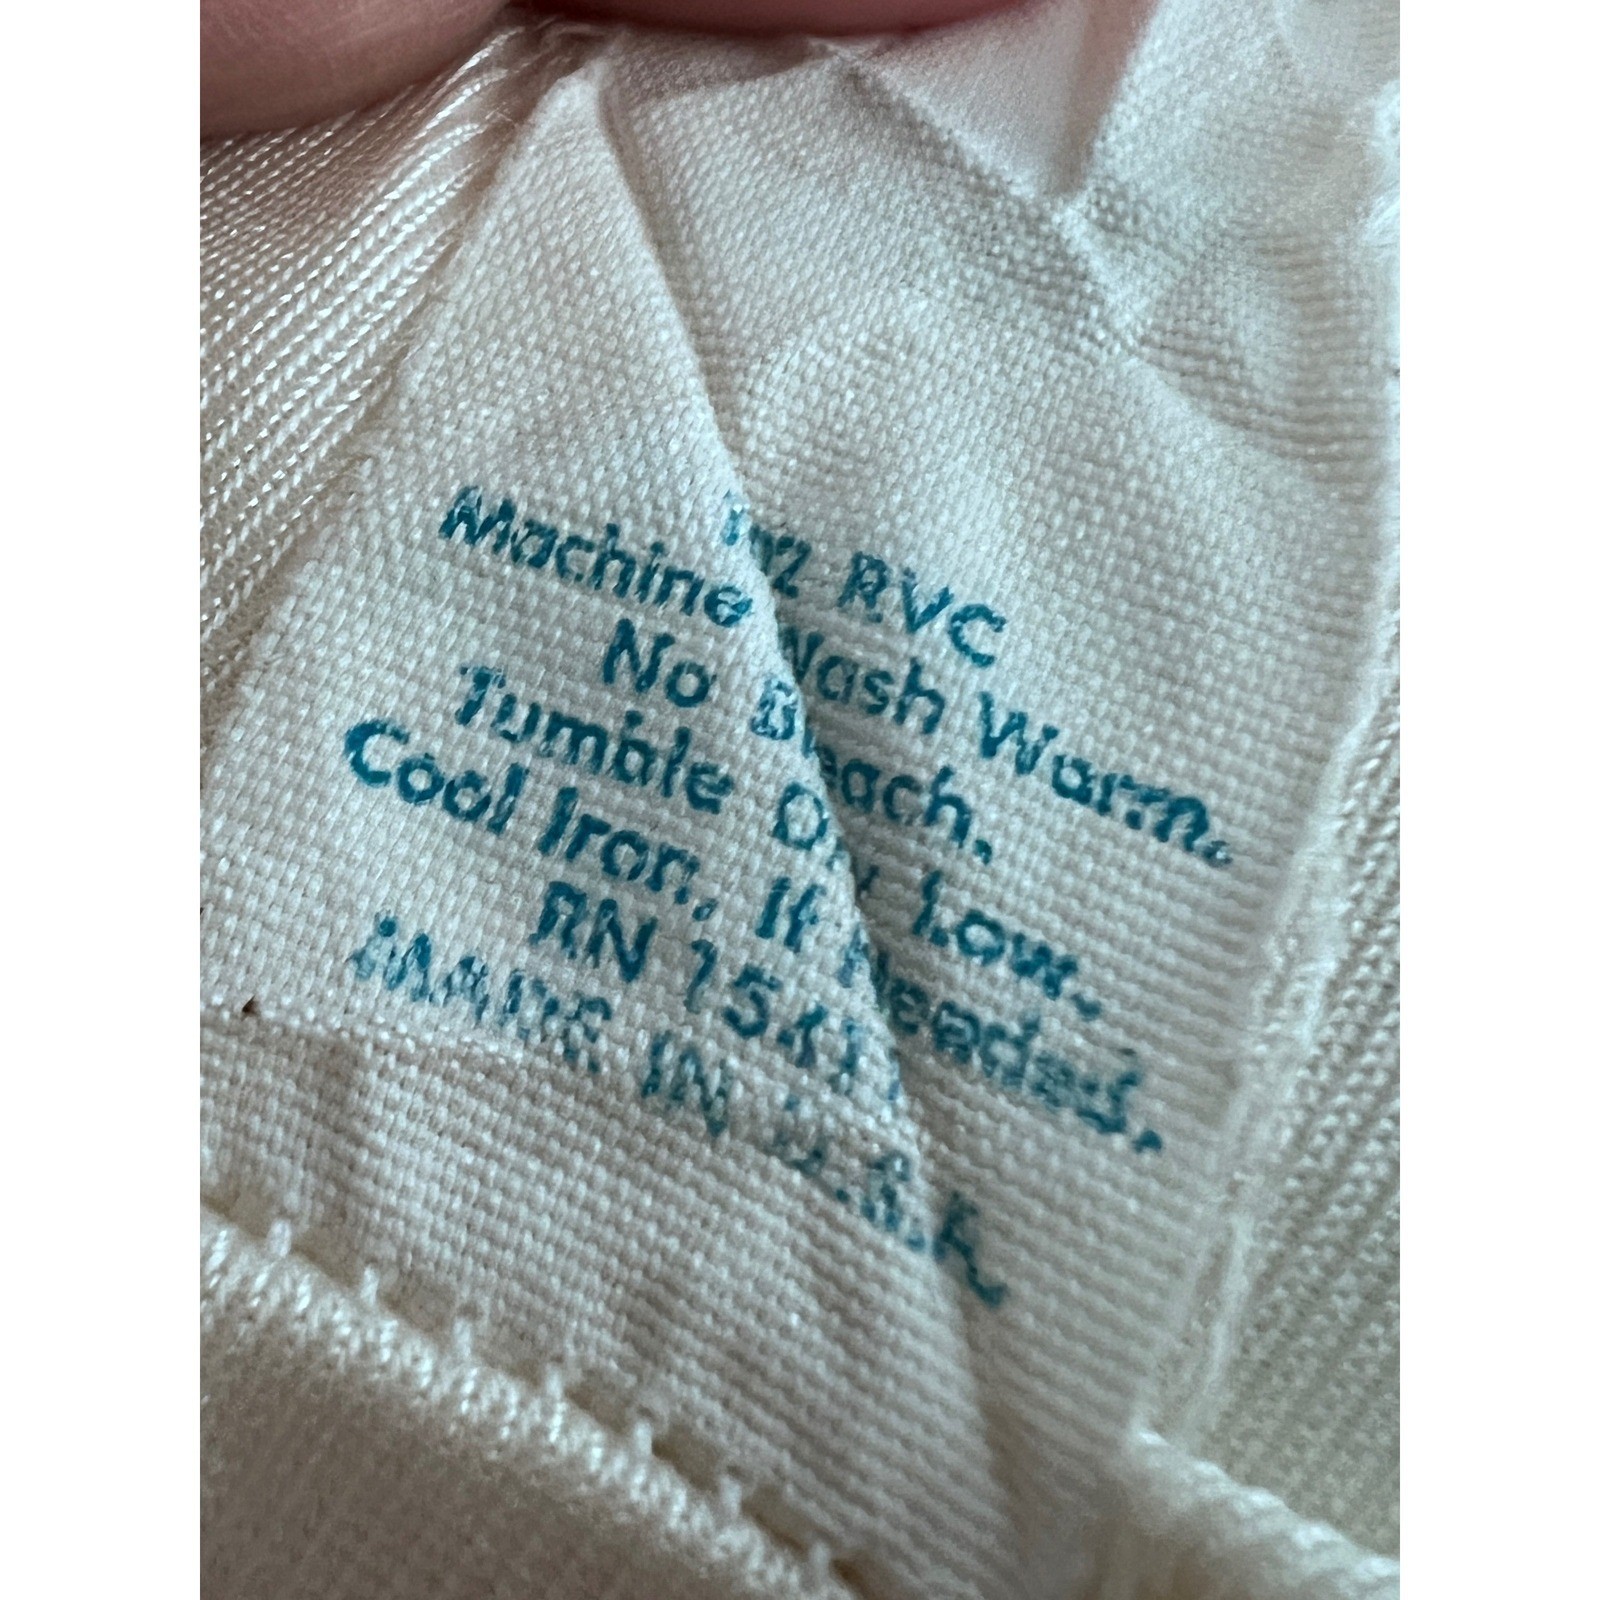 RVC
Machine Wash Warm.
No Bleach.
Tumble Dry Low.
Cool Iron, If Needed.
RN
MADE IN U.S.A.